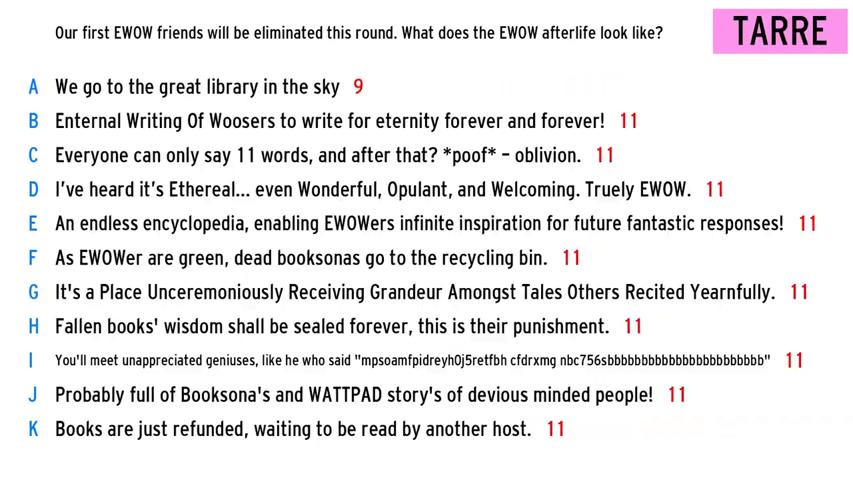 Our first EWOW friends will be eliminated this round. What does the EWOW afterlife look like?
TARRE
A We go to the great library in the sky 9
B Enternal Writing Of Woosers to write for eternity forever and forever! 11
C Everyone can only say 11 words, and after that? *poof* - oblivion. 11
D I've heard it's Ethereal... even Wonderful, Opulant, and Welcoming. Truely EWOW. 11
E An endless encyclopedia, enabling EWOWers infinite inspiration for future fantastic responses! 11
F As EWOWer are green, dead booksonas go to the recycling bin. 11
G It's a Place Unceremoniously Receiving Grandeur Amongst Tales Others Recited Yearnfully. 11
H Fallen books' wisdom shall be sealed forever, this is their punishment. 11
I You'll meet unappreciated geniuses, like he who said "mpsoamfpidreyh0j5retfbh cfdrxmg nbc756sbbbbbbbbbbbbbbbbbbbbbbbb" 11
J Probably full of Booksona's and WATTPAD story's of devious minded people! 11
K Books are just refunded, waiting to be read by another host. 11